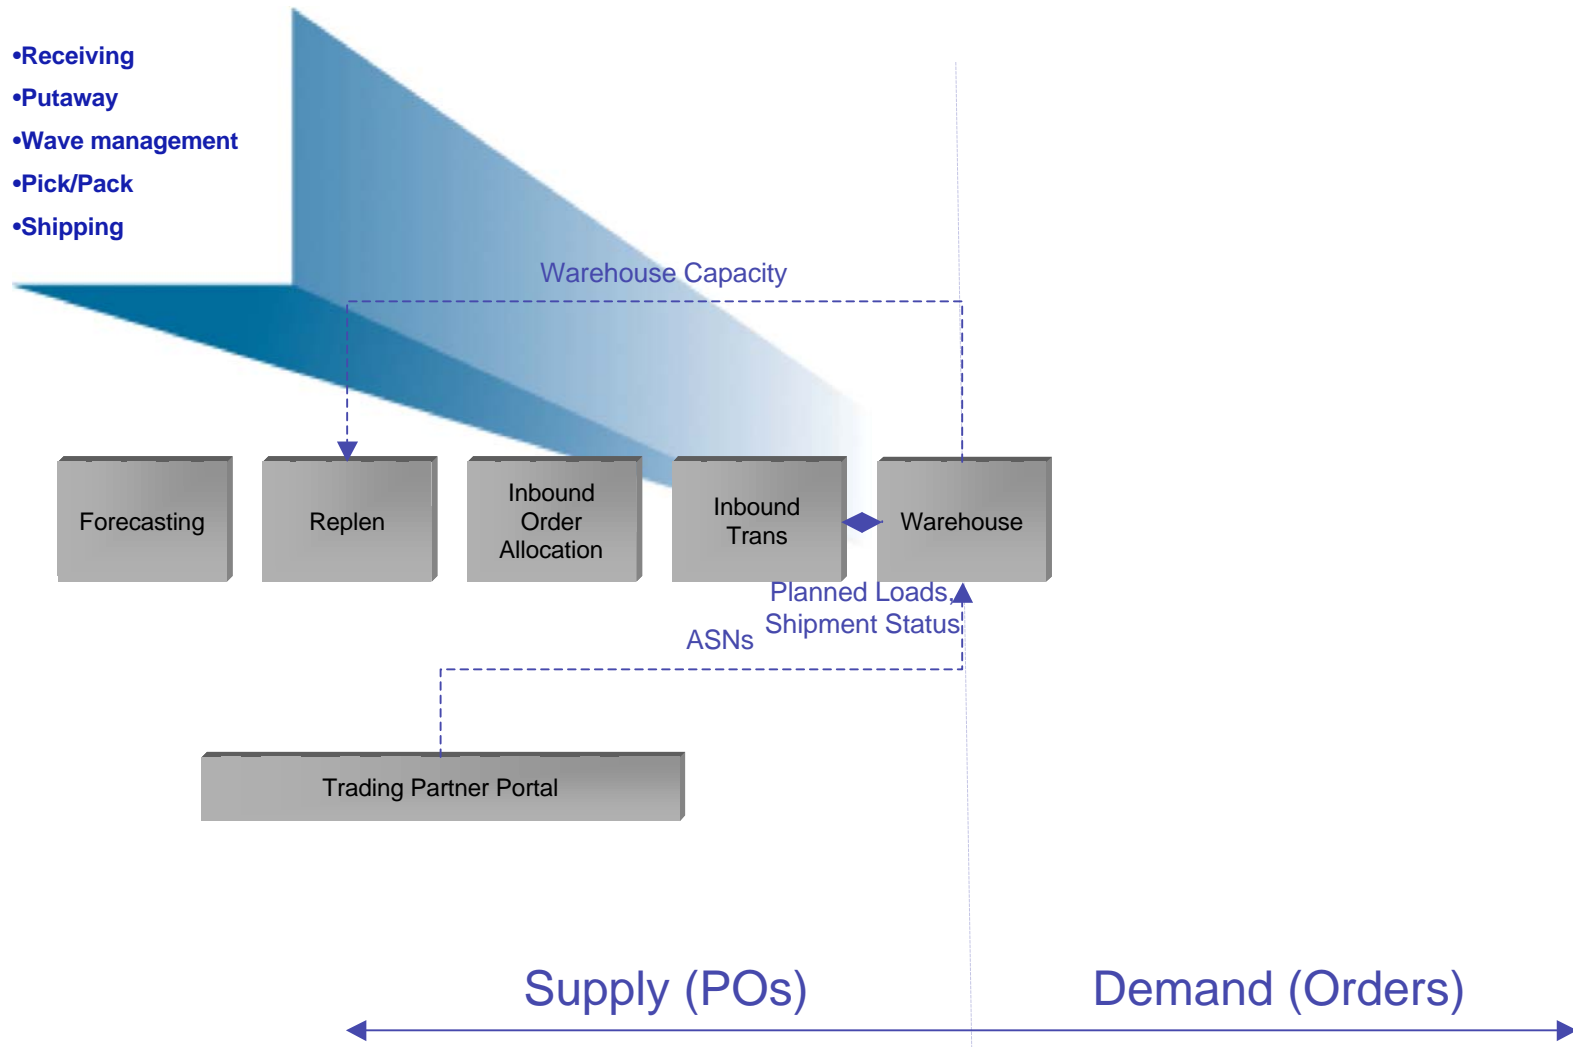 •Receiving
•Putaway
•Wave management
•Pick/Pack
•Shipping
Warehouse Capacity
Forecasting
Replen
Inbound
Order
Allocation
Inbound
Trans
Warehouse
Planned Loads,
Shipment Status
ASNs
Trading Partner Portal
Supply (POs)
Demand (Orders)